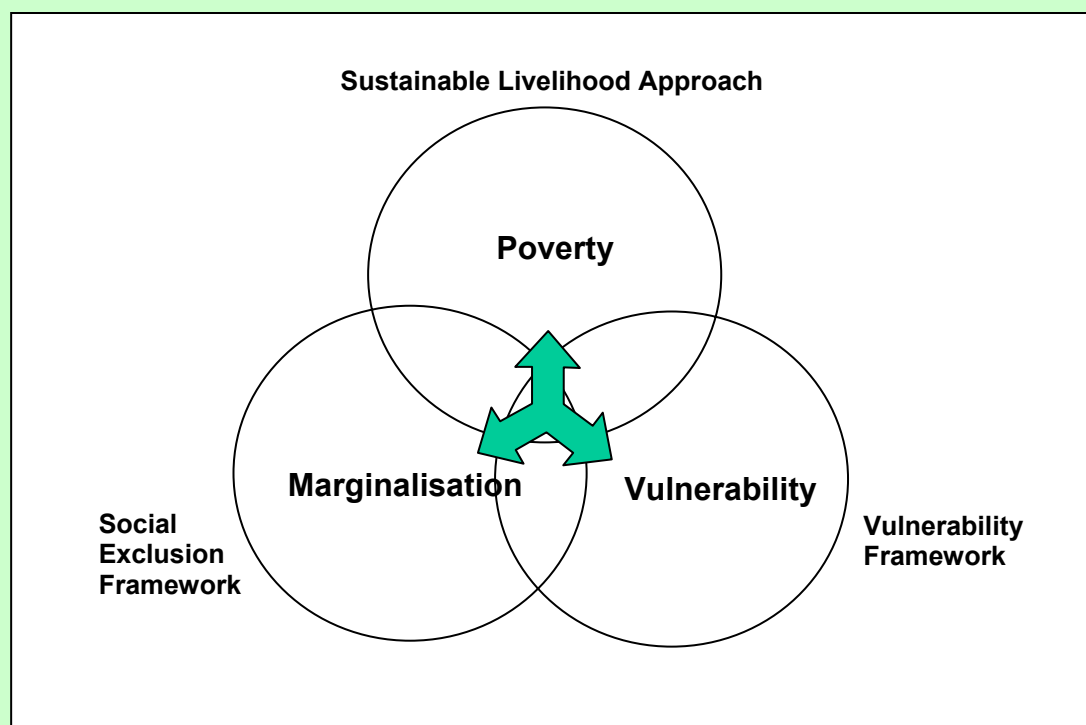 Sustainable Livelihood Approach
Poverty
Marginalisation
Vulnerability
Social
Exclusion
Framework
Vulnerability
Framework